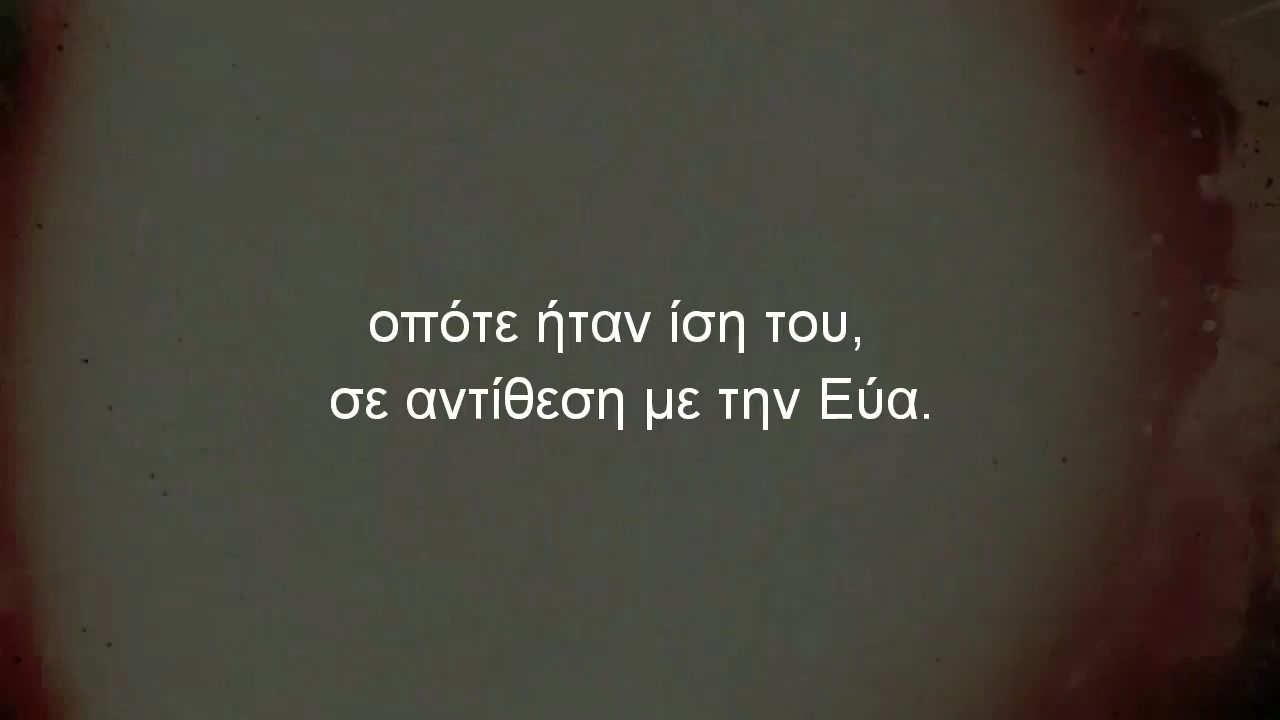 οπότε ήταν ίση του,
σε αντίθεση με την Εύα.